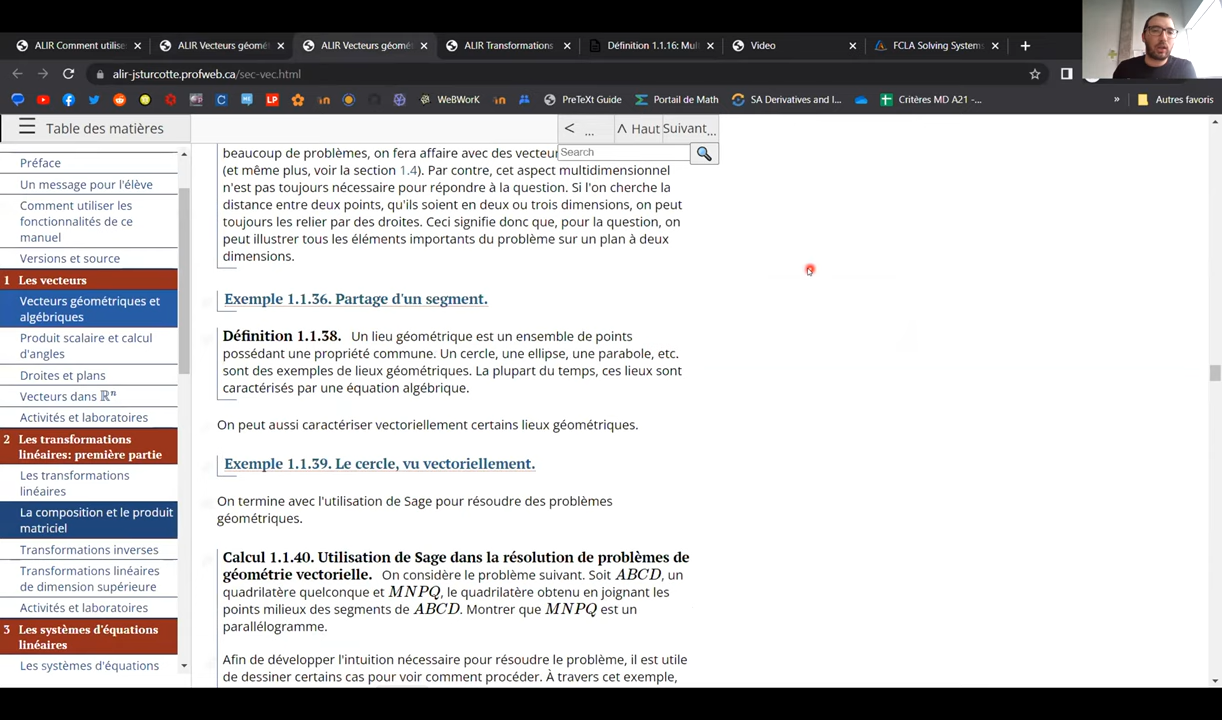 ALIR Comment utilise
ALIR Vecteurs géomét
ALIR Vecteurs géomét
ALIR Transformations
Définition 1.1.16: Mul
Video
FCLA Solving Systems
alir-jsturcotte.profweb.ca/sec-vec.html
WeBWorK
PreTeXt Guide
Portail de Math
SA Derivatives and I...
Critères MD A21 -...
»
Autres favoris
Table des matières
< ...
Haut
Suivant...
Search
Préface
Un message pour l'élève
Comment utiliser les
fonctionnalités de ce
manuel
Versions et source
1 Les vecteurs
Vecteurs géométriques et
algébriques
Produit scalaire et calcul
d'angles
Droites et plans
Vecteurs dans ℝⁿ
Activités et laboratoires
2 Les transformations
linéaires: première partie
Les transformations
linéaires
La composition et le produit
matriciel
Transformations inverses
Transformations linéaires
de dimension supérieure
Activités et laboratoires
3 Les systèmes d'équations
linéaires
Les systèmes d'équations
beaucoup de problèmes, on fera affaire avec des vecteur
(et même plus, voir la section 1.4). Par contre, cet aspect multidimensionnel
n'est pas toujours nécessaire pour répondre à la question. Si l'on cherche la
distance entre deux points, qu'ils soient en deux ou trois dimensions, on peut
toujours les relier par des droites. Ceci signifie donc que, pour la question, on
peut illustrer tous les éléments importants du problème sur un plan à deux
dimensions.
Exemple 1.1.36. Partage d'un segment.
Définition 1.1.38. Un lieu géométrique est un ensemble de points
possédant une propriété commune. Un cercle, une ellipse, une parabole, etc.
sont des exemples de lieux géométriques. La plupart du temps, ces lieux sont
caractérisés par une équation algébrique.
On peut aussi caractériser vectoriellement certains lieux géométriques.
Exemple 1.1.39. Le cercle, vu vectoriellement.
On termine avec l'utilisation de Sage pour résoudre des problèmes
géométriques.
Calcul 1.1.40. Utilisation de Sage dans la résolution de problèmes de
géométrie vectorielle. On considère le problème suivant. Soit ABCD, un
quadrilatère quelconque et MNPQ, le quadrilatère obtenu en joignant les
points milieux des segments de ABCD. Montrer que MNPQ est un
parallélogramme.
Afin de développer l'intuition nécessaire pour résoudre le problème, il est utile
de dessiner certains cas pour voir comment procéder. À travers cet exemple,